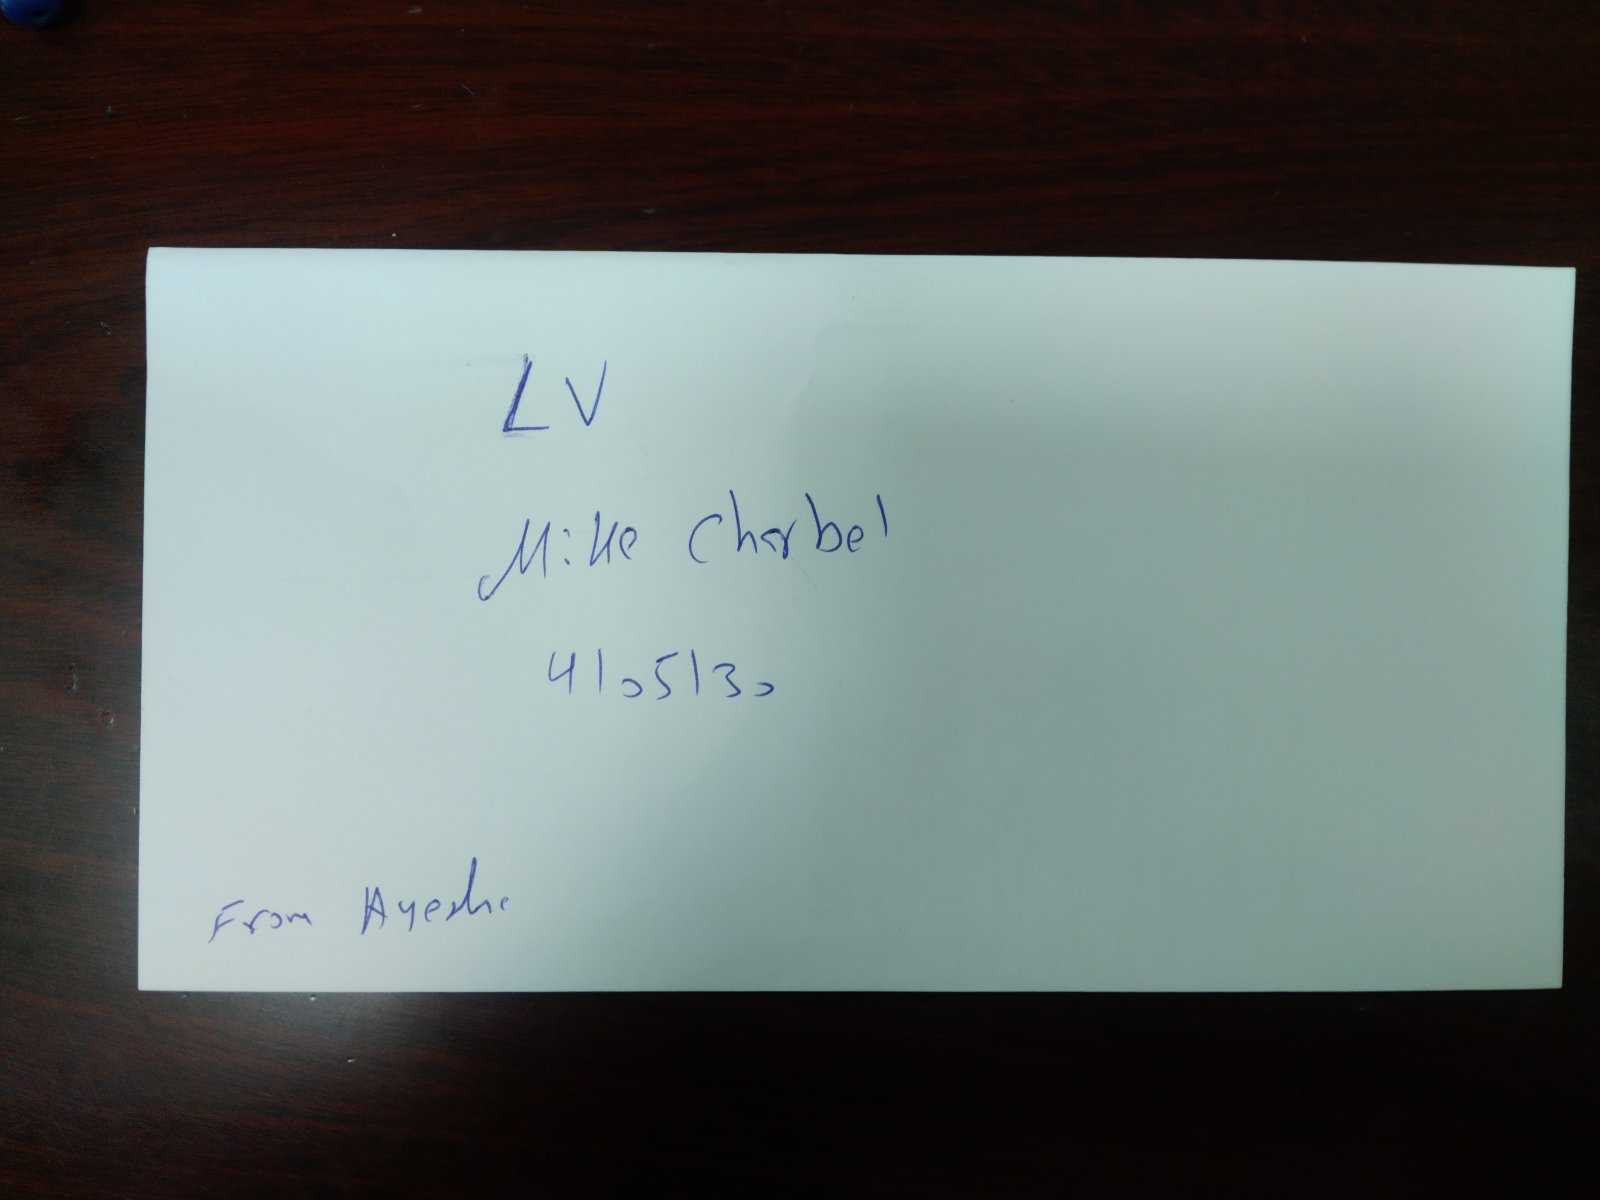 LV
Mike Charbel
4105130
From Ayesha